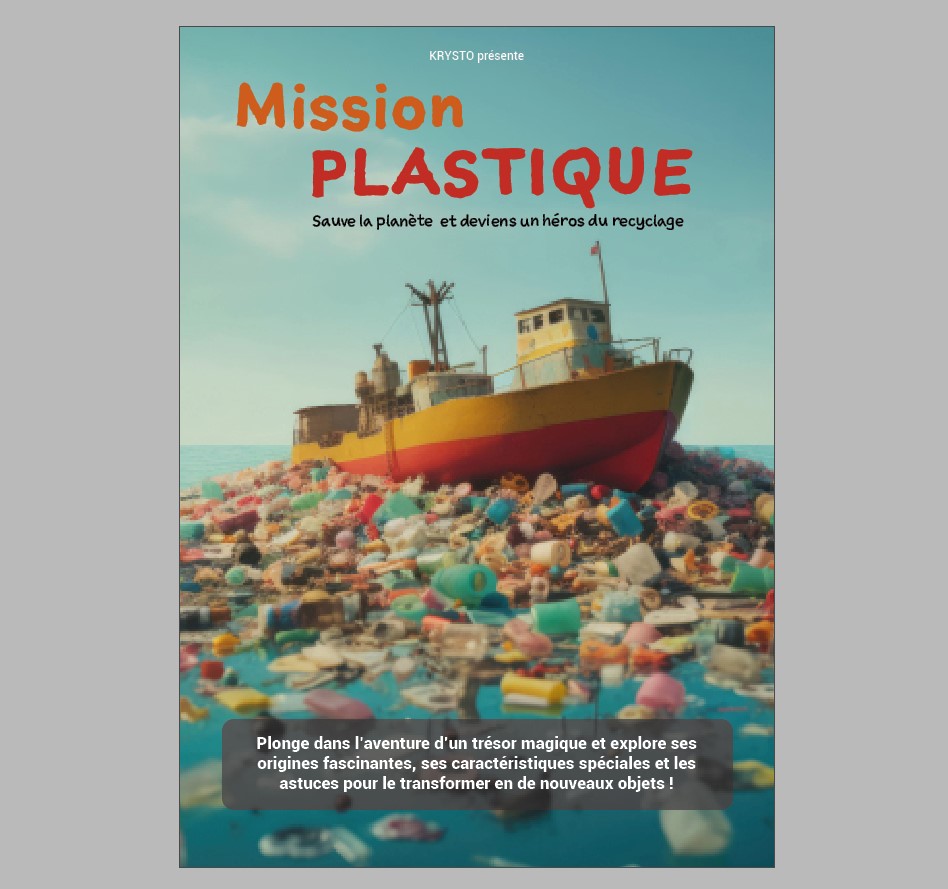 KRYSTO présente
Mission
PLASTIQUE
Sauve la planète et deviens un héros du recyclage
Plonge dans l'aventure d'un trésor magique et explore ses
origines fascinantes, ses caractéristiques spéciales et les
astuces pour le transformer en de nouveaux objets !